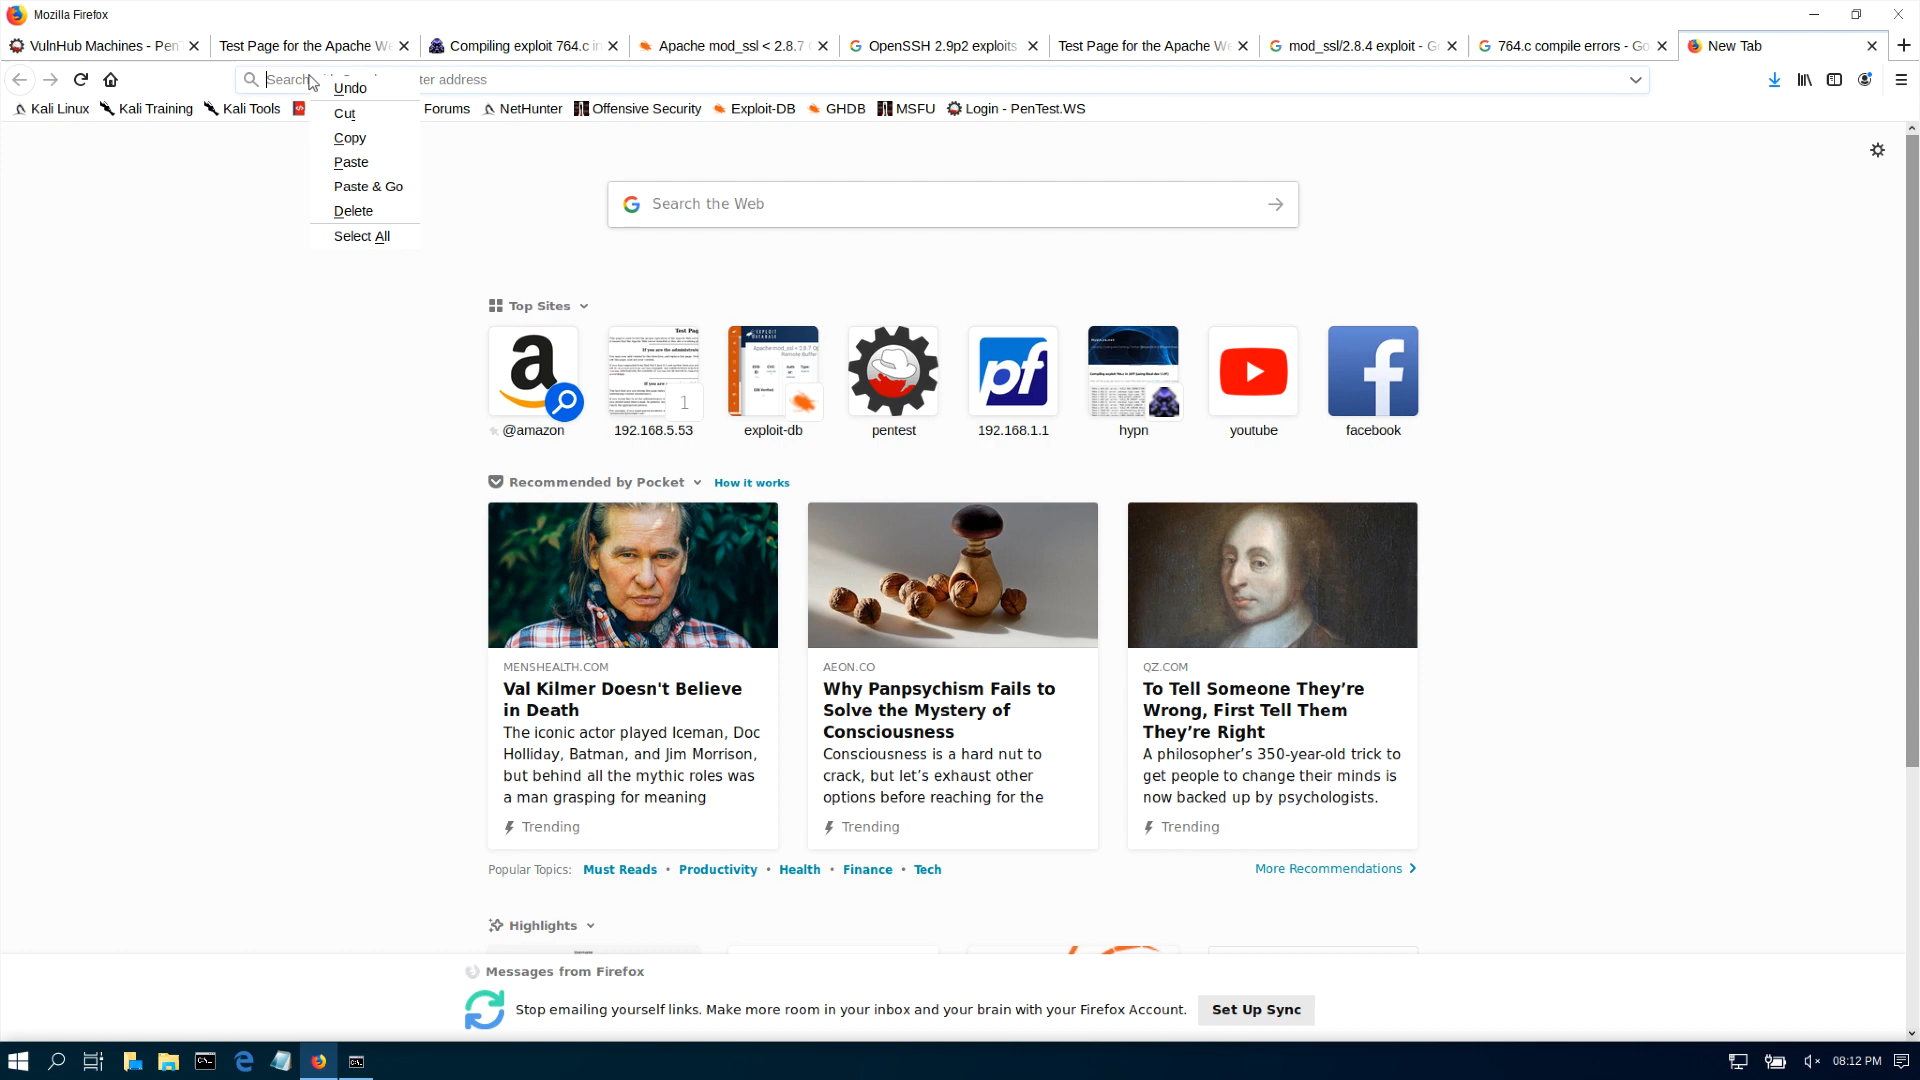 Mozilla Firefox
VulnHub Machines - Pen
Test Page for the Apache We
Compiling exploit 764.c in
Apache mod_ssl < 2.8.7
OpenSSH 2.9p2 exploits
Test Page for the Apache We
mod_ssl/2.8.4 exploit - G
764.c compile errors - Go
New Tab
Search
ter address
Kali Linux
Kali Training
Kali Tools
Forums
NetHunter
Offensive Security
Exploit-DB
GHDB
MSFU
Login - PenTest.WS
Undo
Cut
Copy
Paste
Paste & Go
Delete
Select All
Search the Web
Top Sites
1
@amazon
192.168.5.53
exploit-db
pentest
192.168.1.1
hypn
youtube
facebook
Recommended by Pocket
How it works
MENSHEALTH.COM
Val Kilmer Doesn't Believe
in Death
The iconic actor played Iceman, Doc
Holliday, Batman, and Jim Morrison,
but behind all the mythic roles was
a man grasping for meaning
Trending
AEON.CO
Why Panpsychism Fails to
Solve the Mystery of
Consciousness
Consciousness is a hard nut to
crack, but let's exhaust other
options before reaching for the
Trending
QZ.COM
To Tell Someone They're
Wrong, First Tell Them
They're Right
A philosopher's 350-year-old trick to
get people to change their minds is
now backed up by psychologists.
Trending
Popular Topics: Must Reads • Productivity • Health • Finance • Tech
More Recommendations
Highlights
Messages from Firefox
Stop emailing yourself links. Make more room in your inbox and your brain with your Firefox Account.
Set Up Sync
08:12 PM